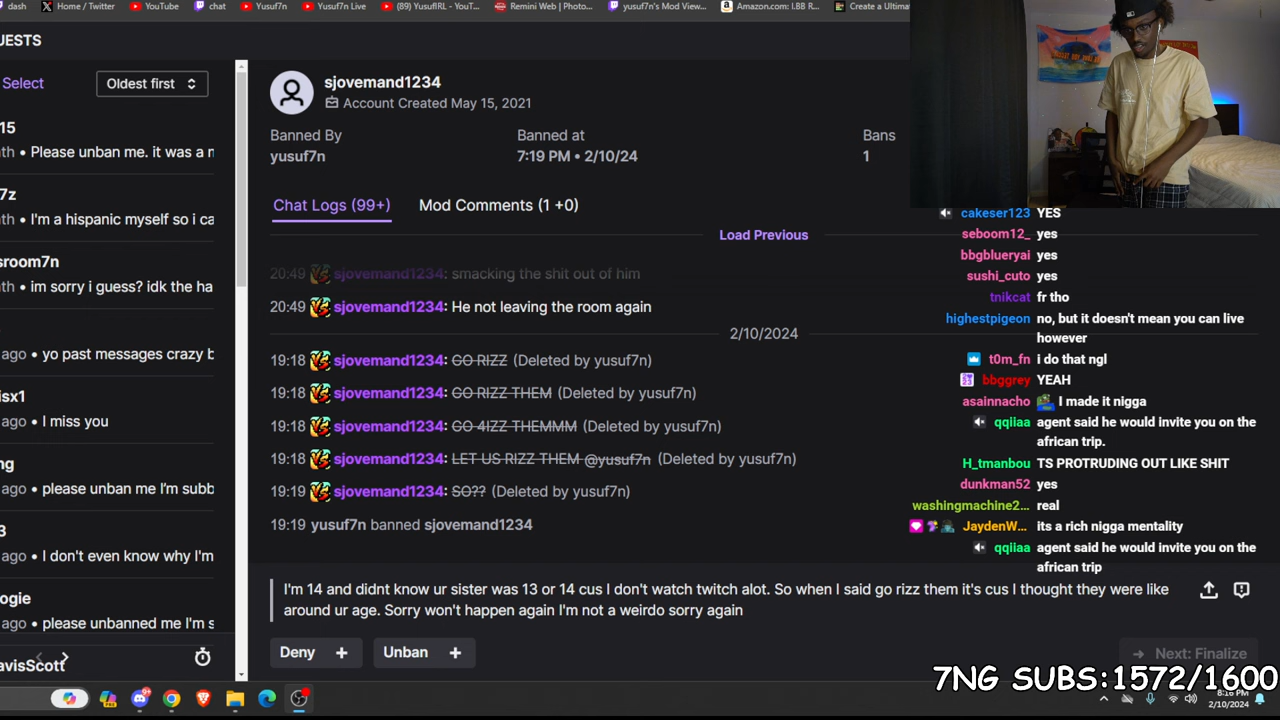 dash
Home / Twitter
YouTube
chat
Yusuf7n
Yusuf7n Live
(89) YusufIRL - YouT...
Remini Web | Photo...
yusuf7n's Mod View...
Amazon.com: I.BB R...
Create a Ultima
UESTS
Select
Oldest first
15
nth • Please unban me. it was a m
7z
nth • I'm a hispanic myself so i ca
sroom7n
nth • im sorry i guess? idk the ha
ago • yo past messages crazy b
isx1
ago • I miss you
ng
ago • please unban me I'm subb
3
ago • I don't even know why I'm
ogie
ago • please unbanned me I'm s
avisScott
sjovemand1234
Account Created May 15, 2021
Banned By
Banned at
Bans
yusuf7n
7:19 PM • 2/10/24
1
Chat Logs (99+)
Mod Comments (1 +0)
Load Previous
20:49 sjovemand1234: smacking the shit out of him
20:49 sjovemand1234: He not leaving the room again
2/10/2024
19:18 sjovemand1234: GO RIZZ (Deleted by yusuf7n)
19:18 sjovemand1234: GO RIZZ THEM (Deleted by yusuf7n)
19:18 sjovemand1234: GO 4IZZ THEMMM (Deleted by yusuf7n)
19:18 sjovemand1234: LET US RIZZ THEM @yusuf7n (Deleted by yusuf7n)
19:19 sjovemand1234: SO?? (Deleted by yusuf7n)
19:19 yusuf7n banned sjovemand1234
I'm 14 and didnt know ur sister was 13 or 14 cus I don't watch twitch alot. So when I said go rizz them it's cus I thought they were like
around ur age. Sorry won't happen again I'm not a weirdo sorry again
Deny +
Unban +
Next: Finalize
cakeser123 YES
seboom12_ yes
bbgblueryai yes
sushi_cuto yes
tnikcat fr tho
highestpigeon no, but it doesn't mean you can live
however
t0m_fn i do that ngl
bbggrey YEAH
asainnacho I made it nigga
qqiiaa agent said he would invite you on the
african trip.
H_tmanbou TS PROTRUDING OUT LIKE SHIT
dunkman52 yes
washingmachine2... real
JaydenW... its a rich nigga mentality
qqiiaa agent said he would invite you on the
african trip
7NG SUBS:1572/1600
8:16 PM
2/10/2024